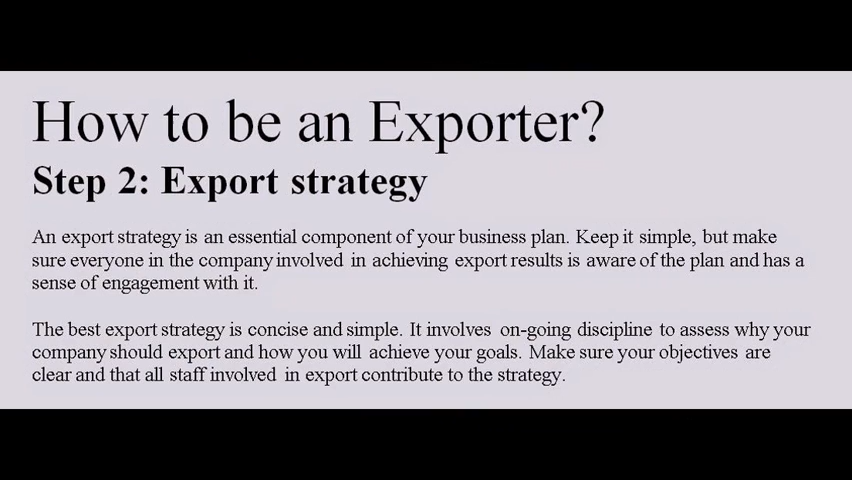 How to be an Exporter?
Step 2: Export strategy
An export strategy is an essential component of your business plan. Keep it simple, but make
sure everyone in the company involved in achieving export results is aware of the plan and has a
sense of engagement with it.
The best export strategy is concise and simple. It involves on-going discipline to assess why your
company should export and how you will achieve your goals. Make sure your objectives are
clear and that all staff involved in export contribute to the strategy.